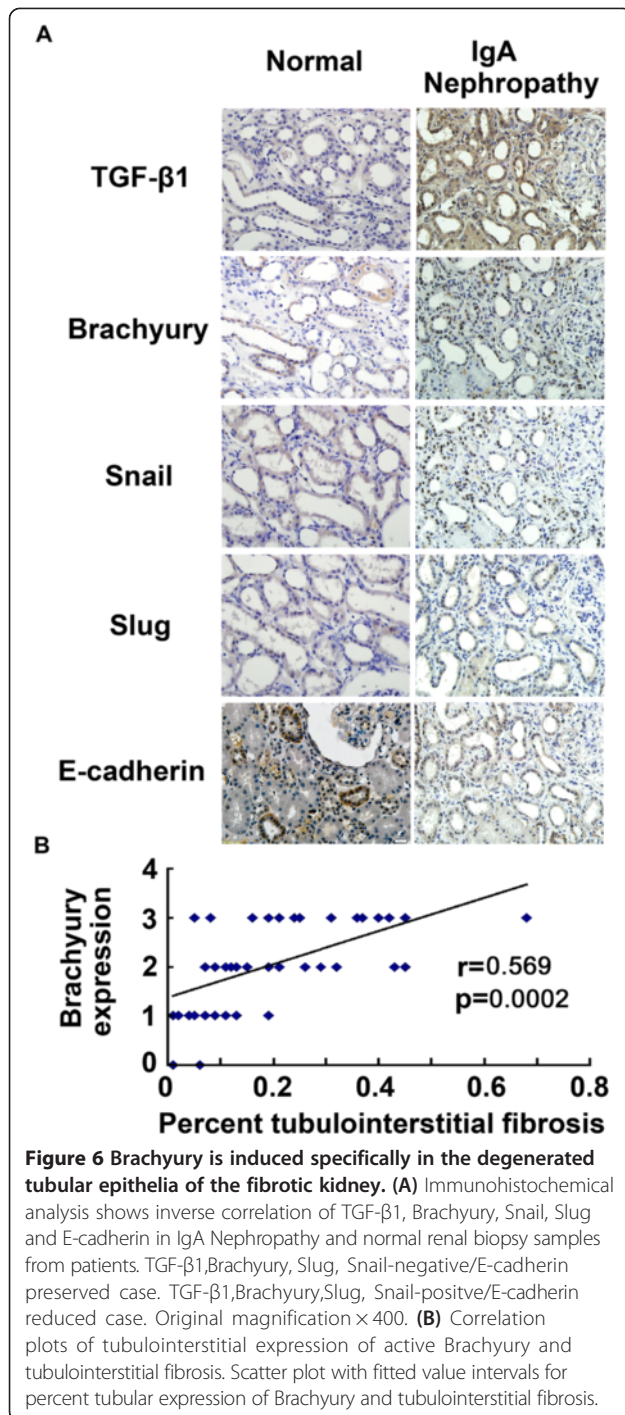 A
Normal
IgA
Nephropathy
TGF-β1
Brachyury
Snail
Slug
E-cadherin
B
Brachyury
expression
4
3
2
1
0
r=0.569
p=0.0002
0 0.2 0.4 0.6 0.8
Percent tubulointerstitial fibrosis
Figure 6 Brachyury is induced specifically in the degenerated
tubular epithelia of the fibrotic kidney. (A) Immunohistochemical
analysis shows inverse correlation of TGF-β1, Brachyury, Snail, Slug
and E-cadherin in IgA Nephropathy and normal renal biopsy samples
from patients. TGF-β1,Brachyury, Slug, Snail-negative/E-cadherin
preserved case. TGF-β1,Brachyury,Slug, Snail-positve/E-cadherin
reduced case. Original magnification × 400. (B) Correlation
plots of tubulointerstitial expression of active Brachyury and
tubulointerstitial fibrosis. Scatter plot with fitted value intervals for
percent tubular expression of Brachyury and tubulointerstitial fibrosis.